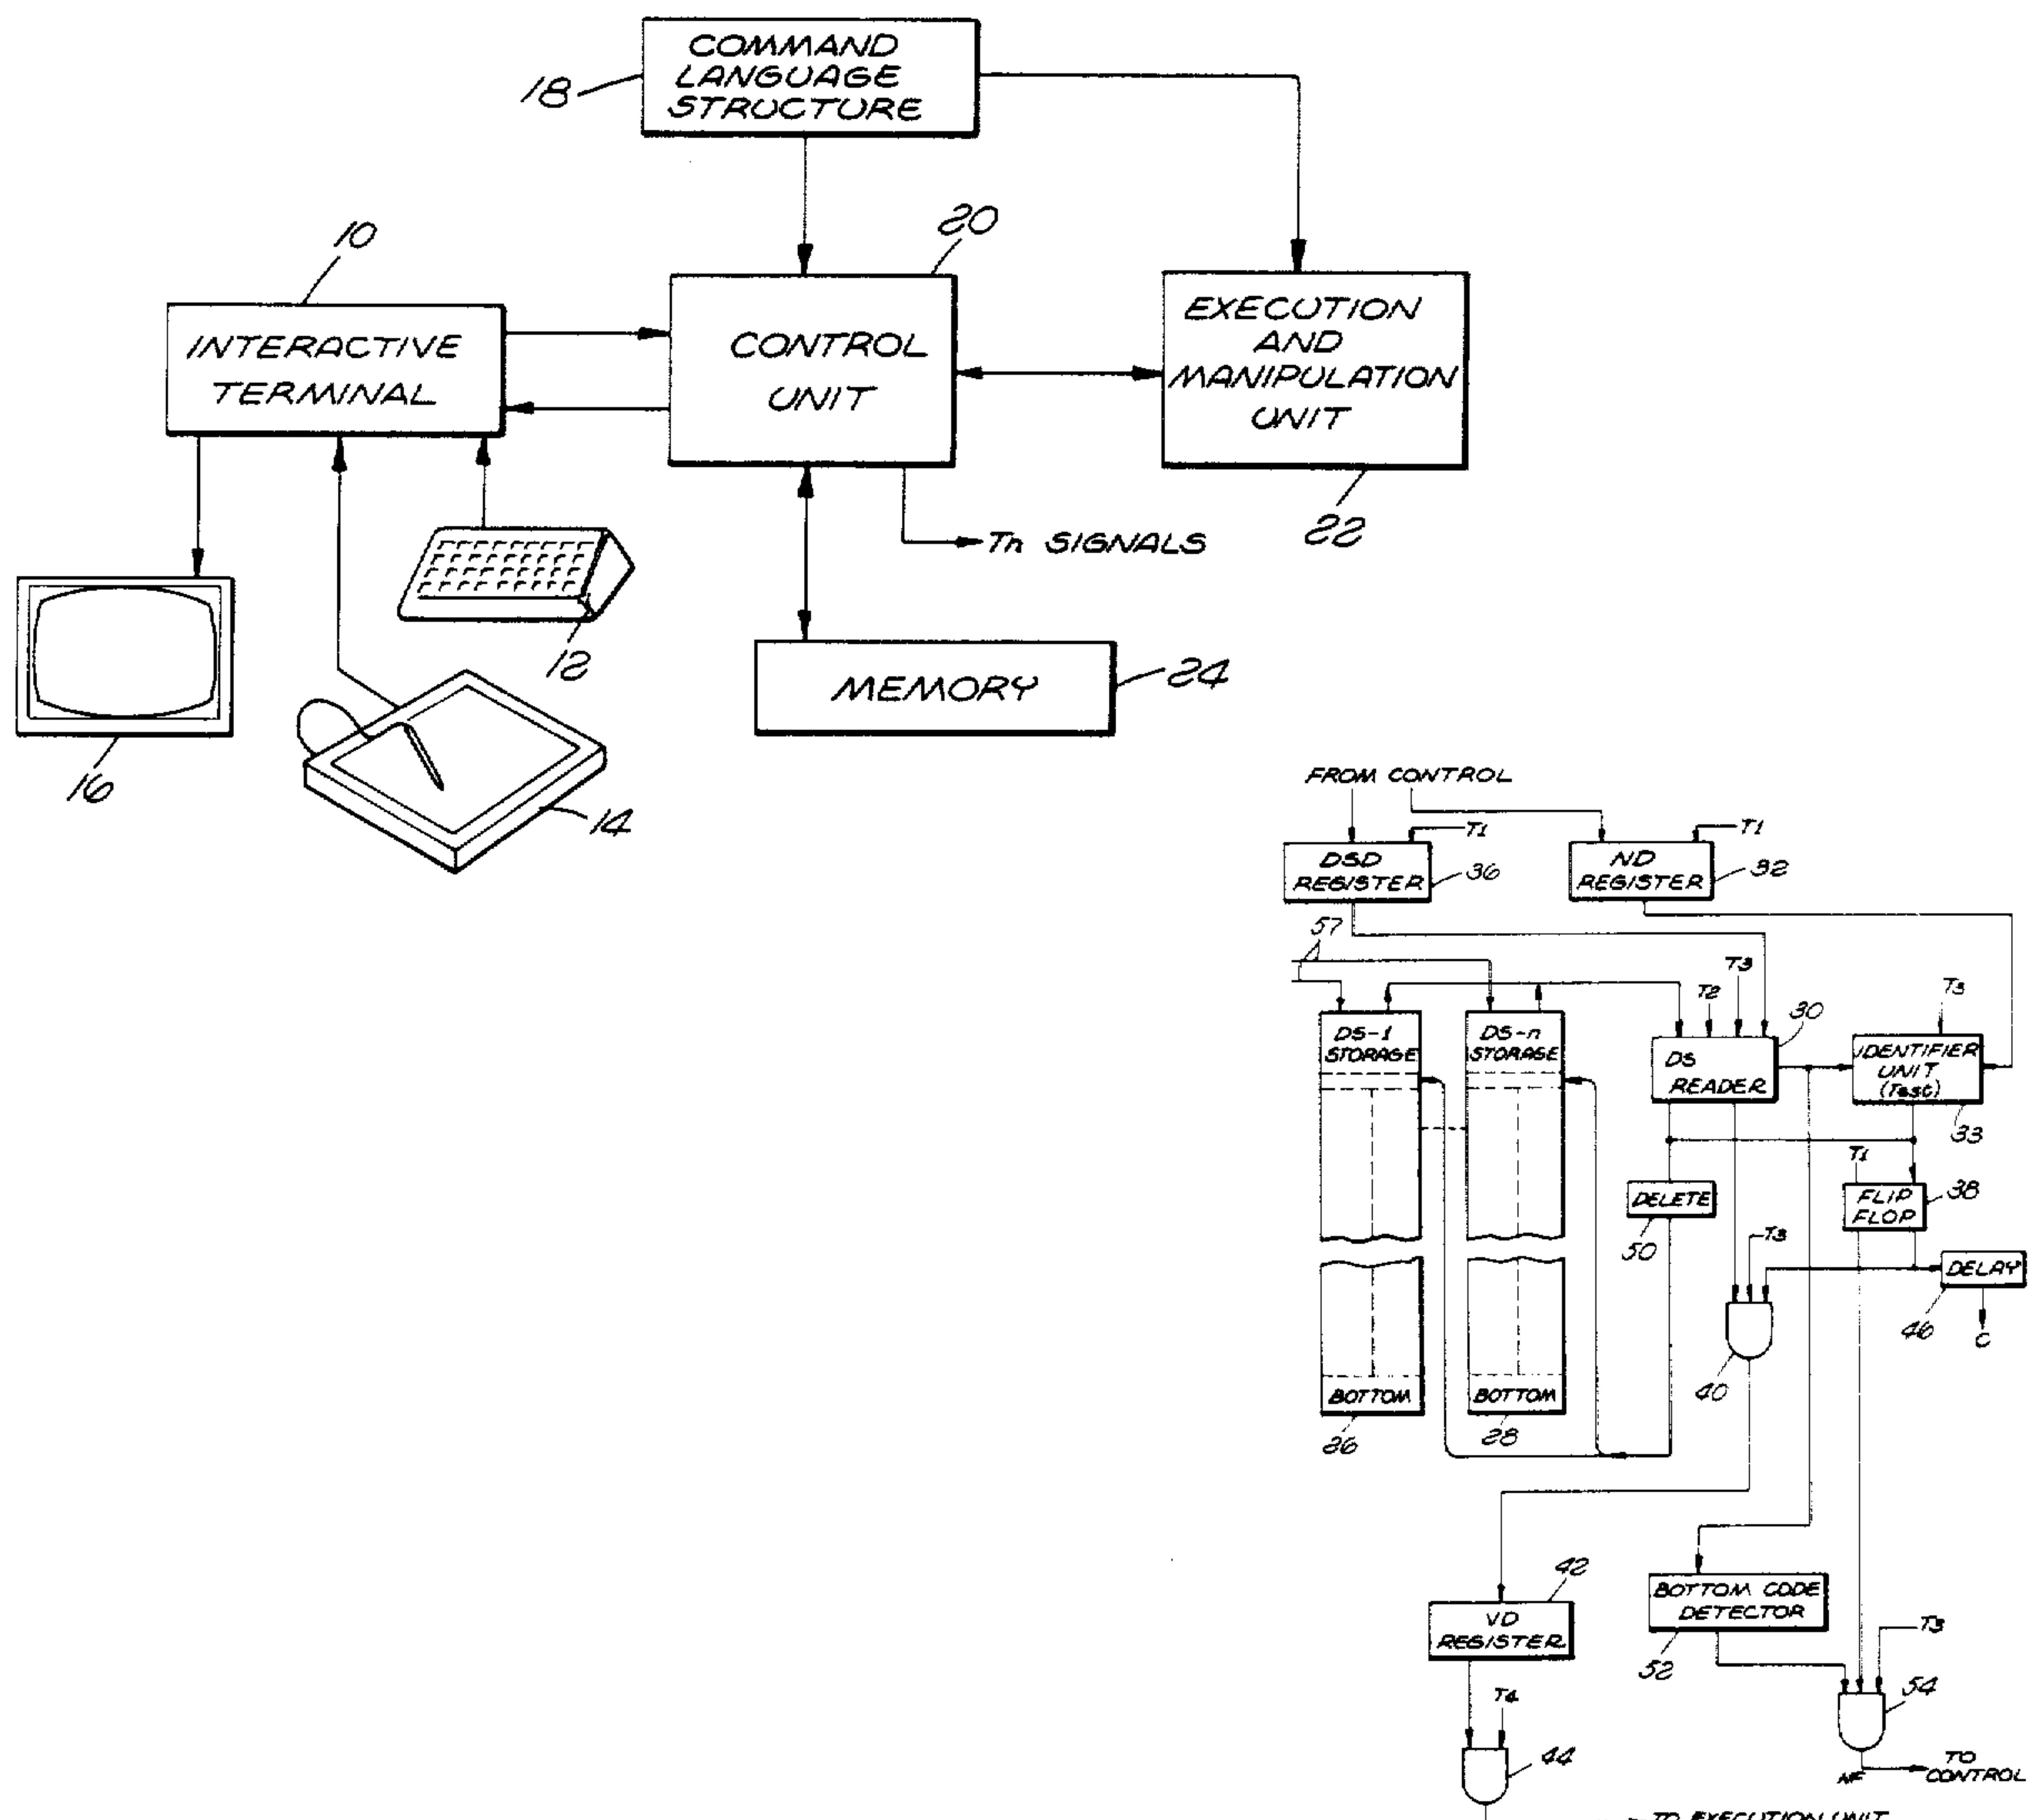 COMMAND
LANGUAGE
STRUCTURE
18
10
20
INTERACTIVE
TERMINAL
CONTROL
UNIT
EXECUTION
AND
MANIPULATION
UNIT
22
Tn SIGNALS
12
MEMORY
24
16
14
FROM CONTROL
T1
T1
DSD
REGISTER
36
ND
REGISTER
32
57
T3
T2
T3
30
DS-1
STORAGE
DS-n
STORAGE
DS
READER
IDENTIFIER
UNIT
(Test)
33
T1
DELETE
50
FLIP
FLOP
38
T3
DELAY
46
C
40
BOTTOM
BOTTOM
26
28
42
VD
REGISTER
BOTTOM CODE
DETECTOR
52
T3
54
T4
44
NF
TO
CONTROL
TO EXECUTION UNIT